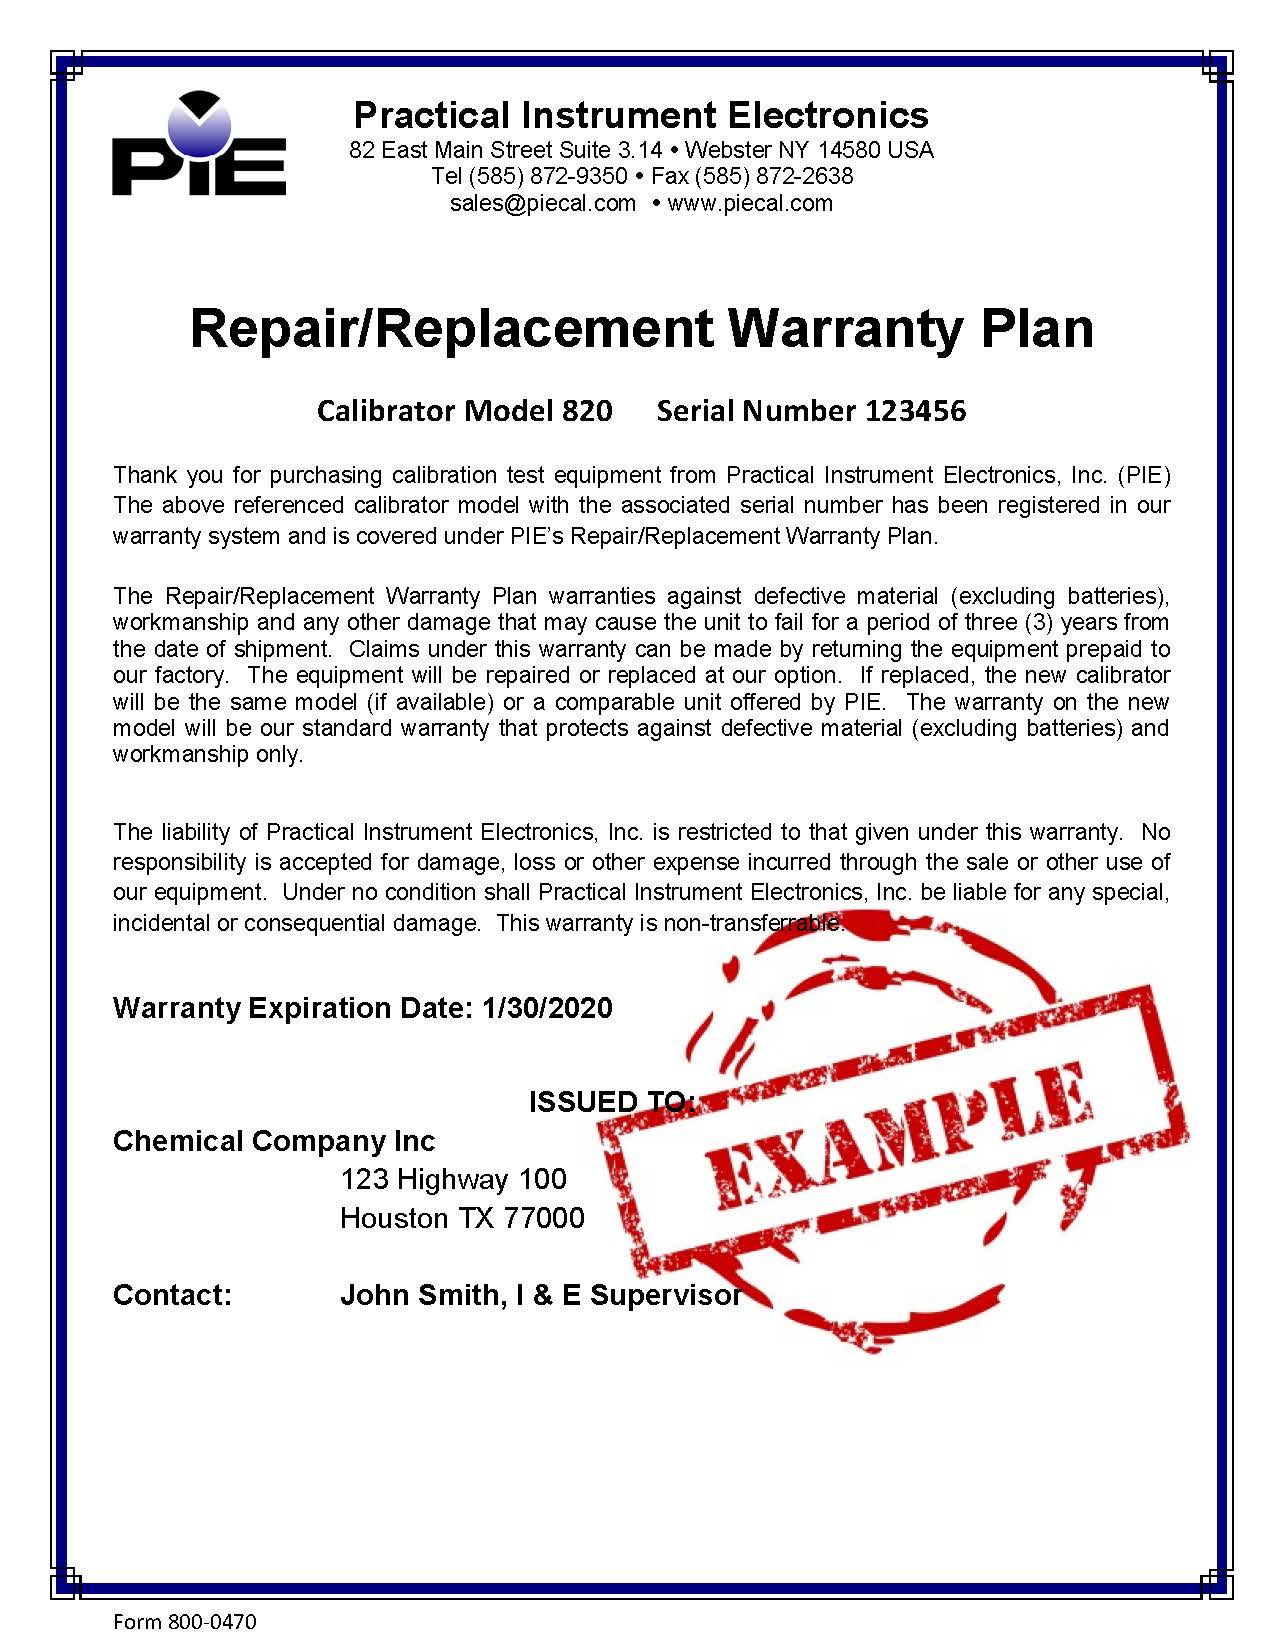 PIE
Practical Instrument Electronics
82 East Main Street Suite 3.14 • Webster NY 14580 USA
Tel (585) 872-9350 • Fax (585) 872-2638
sales@piecal.com • www.piecal.com
Repair/Replacement Warranty Plan
Calibrator Model 820 Serial Number 123456
Thank you for purchasing calibration test equipment from Practical Instrument Electronics, Inc. (PIE)
The above referenced calibrator model with the associated serial number has been registered in our
warranty system and is covered under PIE’s Repair/Replacement Warranty Plan.
The Repair/Replacement Warranty Plan warranties against defective material (excluding batteries),
workmanship and any other damage that may cause the unit to fail for a period of three (3) years from
the date of shipment. Claims under this warranty can be made by returning the equipment prepaid to
our factory. The equipment will be repaired or replaced at our option. If replaced, the new calibrator
will be the same model (if available) or a comparable unit offered by PIE. The warranty on the new
model will be our standard warranty that protects against defective material (excluding batteries) and
workmanship only.
The liability of Practical Instrument Electronics, Inc. is restricted to that given under this warranty. No
responsibility is accepted for damage, loss or other expense incurred through the sale or other use of
our equipment. Under no condition shall Practical Instrument Electronics, Inc. be liable for any special,
incidental or consequential damage. This warranty is non-transferrable.
Warranty Expiration Date: 1/30/2020
ISSUED TO:
Chemical Company Inc
123 Highway 100
Houston TX 77000
EXAMPLE
Contact: John Smith, I & E Supervisor
Form 800-0470